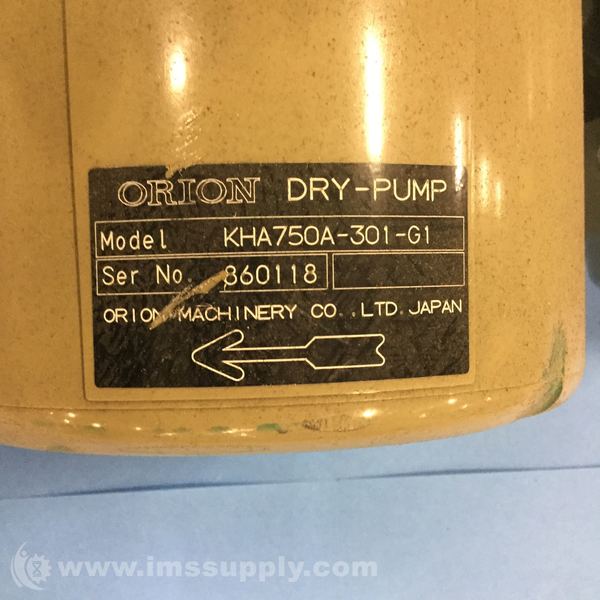 ORION DRY-PUMP
Model KHA750A-301-G1
Ser No. 860118
ORION MACHINERY CO.,LTD. JAPAN
www.imssupply.com